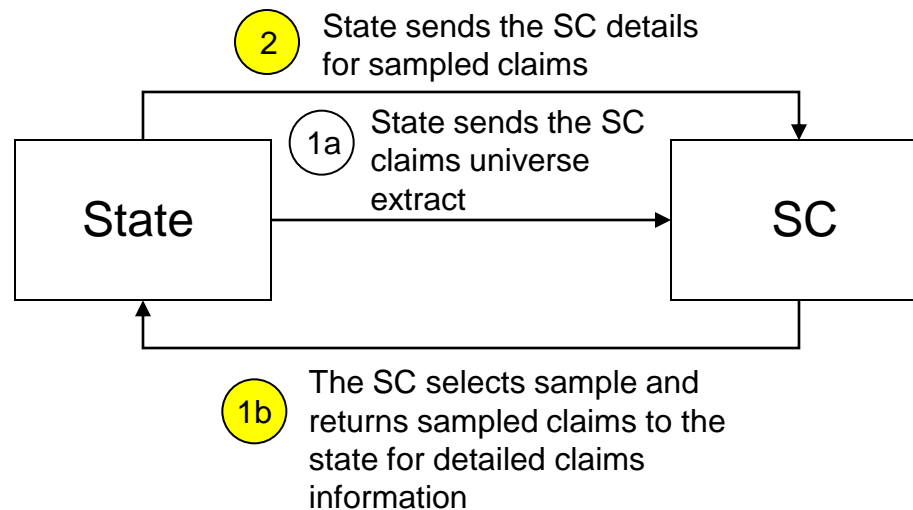 2
State sends the SC details
for sampled claims
1a
State sends the SC
claims universe
extract
State
SC
1b
The SC selects sample and
returns sampled claims to the
state for detailed claims
information